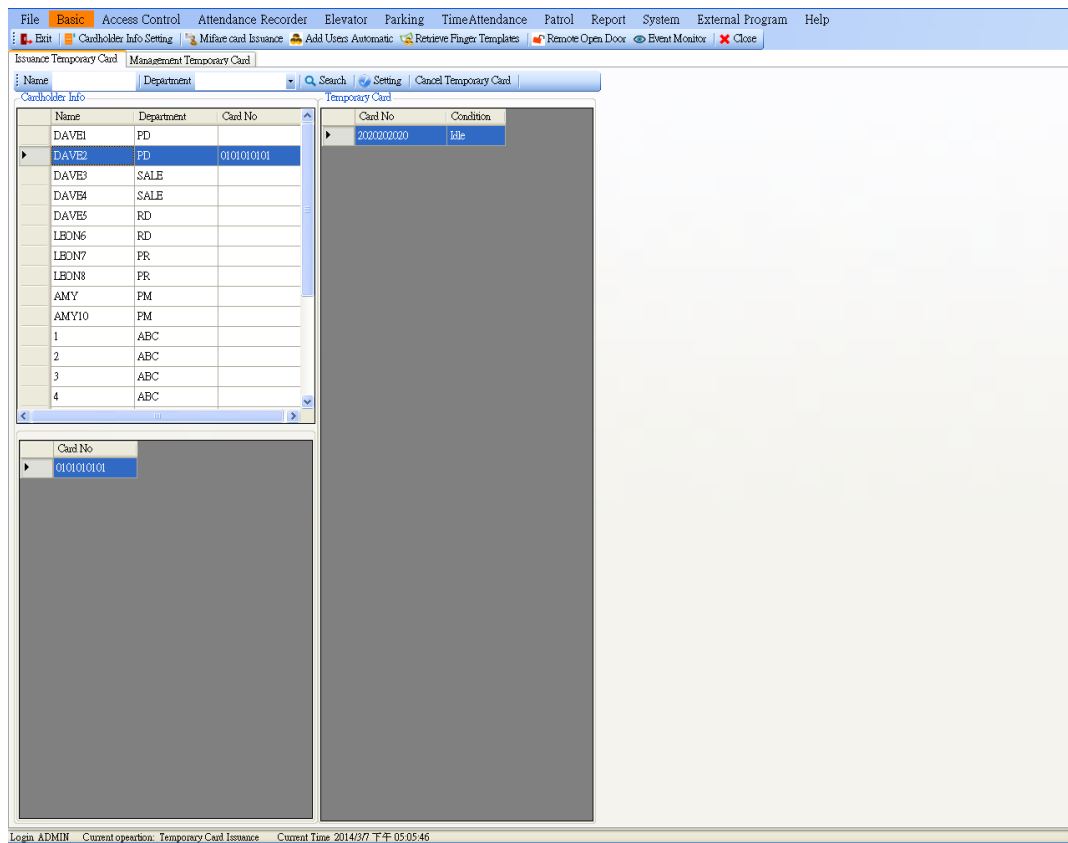 File Basic Access Control Attendance Recorder Elevator Parking TimeAttendance Patrol Report System External Program Help
Exit Cardholder Info Setting Mifare card Issuance Add Users Automatic Retrieve Finger Templates Remote Open Door Event Monitor Close
Issuance Temporary Card Management Temporary Card
Name Department Search Setting Cancel Temporary Card
Cardholder Info Temporary Card
Name Department Card No Card No Condition
DAVE1 PD 2020202020 Idle
DAVE2 PD 0101010101
DAVE3 SALE
DAVE4 SALE
DAVE5 RD
LEON6 RD
LEON7 PR
LEON8 PR
AMY PM
AMY10 PM
1 ABC
2 ABC
3 ABC
4 ABC
Card No
0101010101
Login ADMIN Current opeartion: Temporary Card Issuance Current Time 2014/3/7 下午 05:05:46